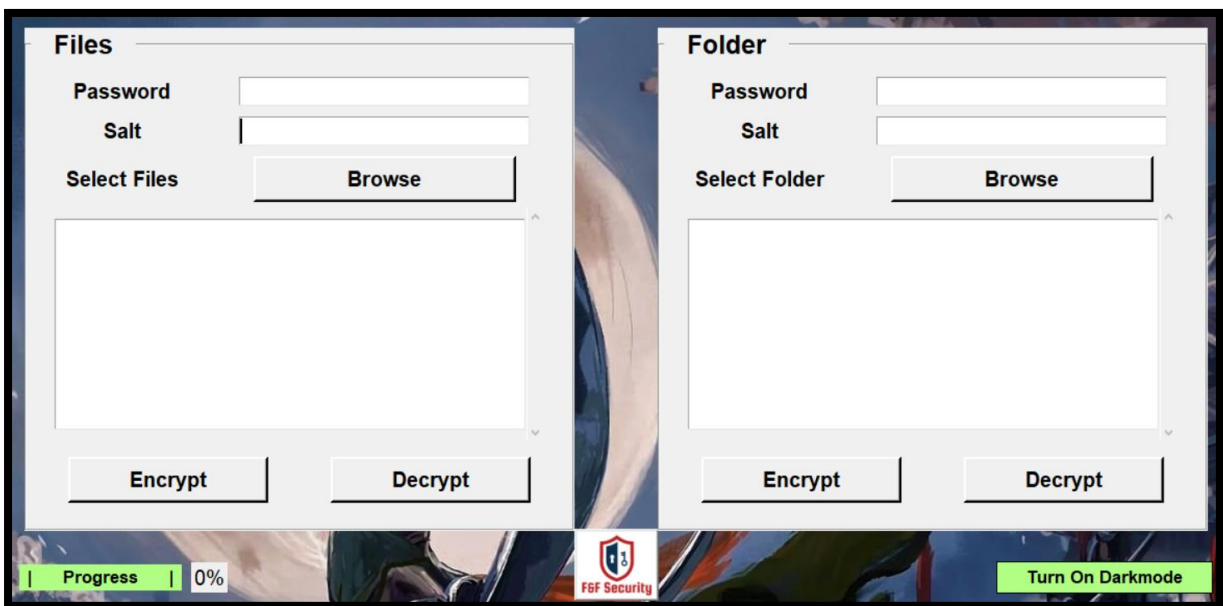 Files
Password
Salt
Select Files
Browse
Encrypt
Decrypt
Folder
Password
Salt
Select Folder
Browse
Encrypt
Decrypt
| Progress | 0%
F&F Security
Turn On Darkmode